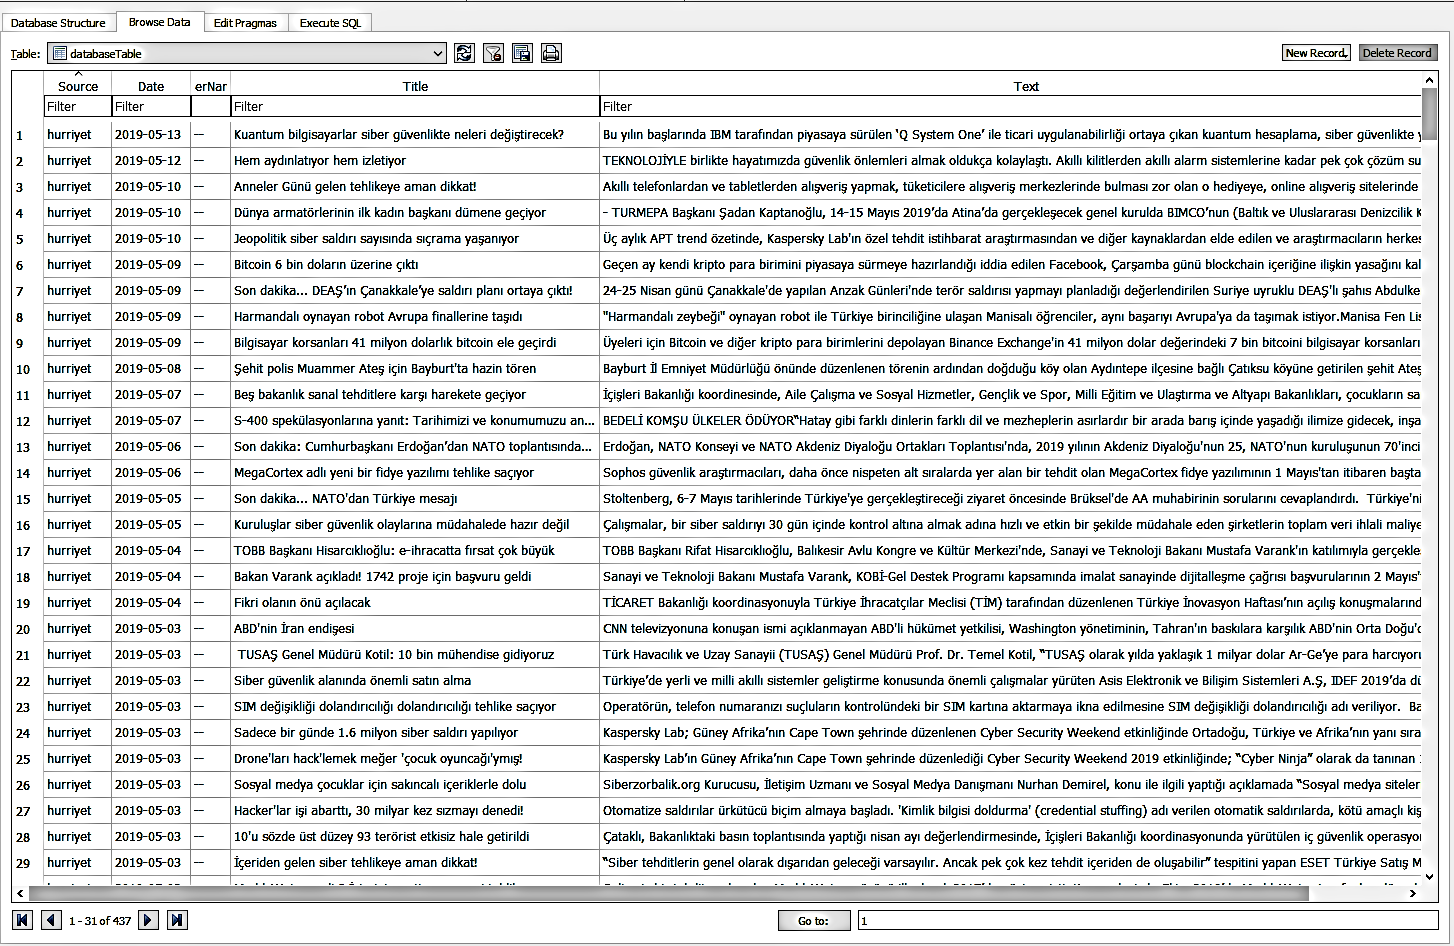 Database Structure Browse Data Edit Pragmas Execute SQL
Table: databaseTable New Record Delete Record
Source Date erNar Title Text
Filter Filter Filter Filter
1 hurriyet 2019-05-13 -- Kuantum bilgisayarlar siber güvenlikte neleri değiştirecek? Bu yılın başlarında IBM tarafından piyasaya sürülen 'Q System One' ile ticari uygulanabilirliği ortaya çıkan kuantum hesaplama, siber güvenlikte y
2 hurriyet 2019-05-12 -- Hem aydınlatıyor hem izletiyor TEKNOLOJİYLE birlikte hayatımızda güvenlik önlemleri almak oldukça kolaylaştı. Akıllı kilitlerden akıllı alarm sistemlerine kadar pek çok çözüm su
3 hurriyet 2019-05-10 -- Anneler Günü gelen tehlikeye aman dikkat! Akıllı telefonlardan ve tabletlerden alışveriş yapmak, tüketicilere alışveriş merkezlerinde bulması zor olan o hediyeye, online alışveriş sitelerinde
4 hurriyet 2019-05-10 -- Dünya armatörlerinin ilk kadın başkanı dümene geçiyor - TURMEPA Başkanı Şadan Kaptanoğlu, 14-15 Mayıs 2019'da Atina'da gerçekleşecek genel kurulda BIMCO'nun (Baltık ve Uluslararası Denizcilik K
5 hurriyet 2019-05-10 -- Jeopolitik siber saldırı sayısında sıçrama yaşanıyor Üç aylık APT trend özetinde, Kaspersky Lab'ın özel tehdit istihbarat araştırmasından ve diğer kaynaklardan elde edilen ve araştırmacıların herkes
6 hurriyet 2019-05-09 -- Bitcoin 6 bin doların üzerine çıktı Geçen ay kendi kripto para birimini piyasaya sürmeye hazırlandığı iddia edilen Facebook, Çarşamba günü blockchain içeriğine ilişkin yasağını kal
7 hurriyet 2019-05-09 -- Son dakika... DEAŞ'ın Çanakkale'ye saldırı planı ortaya çıktı! 24-25 Nisan günü Çanakkale'de yapılan Anzak Günleri'nde terör saldırısı yapmayı planladığı değerlendirilen Suriye uyruklu DEAŞ'lı şahıs Abdulke
8 hurriyet 2019-05-09 -- Harmandalı oynayan robot Avrupa finallerine taşıdı "Harmandalı zeybeği" oynayan robot ile Türkiye birinciliğine ulaşan Manisalı öğrenciler, aynı başarıyı Avrupa'ya da taşımak istiyor.Manisa Fen Lis
9 hurriyet 2019-05-09 -- Bilgisayar korsanları 41 milyon dolarlık bitcoin ele geçirdi Üyeleri için Bitcoin ve diğer kripto para birimlerini depolayan Binance Exchange'in 41 milyon dolar değerindeki 7 bin bitcoini bilgisayar korsanları
10 hurriyet 2019-05-08 -- Şehit polis Muammer Ateş için Bayburt'ta hazin tören Bayburt İl Emniyet Müdürlüğü önünde düzenlenen törenin ardından doğduğu köy olan Aydıntepe ilçesine bağlı Çatıksu köyüne getirilen şehit Ateş
11 hurriyet 2019-05-07 -- Beş bakanlık sanal tehditlere karşı harekete geçiyor İçişleri Bakanlığı koordinesinde, Aile Çalışma ve Sosyal Hizmetler, Gençlik ve Spor, Milli Eğitim ve Ulaştırma ve Altyapı Bakanlıkları, çocukların sa
12 hurriyet 2019-05-07 -- S-400 spekülasyonlarına yanıt: Tarihimizi ve konumumuzu an... BEDELİ KOMŞU ÜLKELER ÖDÜYOR“Hatay gibi farklı dinlerin farklı dil ve mezheplerin asırlardır bir arada barış içinde yaşadığı ilimize gidecek, inşa
13 hurriyet 2019-05-06 -- Son dakika: Cumhurbaşkanı Erdoğan'dan NATO toplantısında... Erdoğan, NATO Konseyi ve NATO Akdeniz Diyaloğu Ortakları Toplantısı'nda, 2019 yılının Akdeniz Diyaloğu'nun 25, NATO'nun kuruluşunun 70'inci
14 hurriyet 2019-05-06 -- MegaCortex adlı yeni bir fidye yazılımı tehlike saçıyor Sophos güvenlik araştırmacıları, daha önce nispeten alt sıralarda yer alan bir tehdit olan MegaCortex fidye yazılımının 1 Mayıs'tan itibaren başta
15 hurriyet 2019-05-05 -- Son dakika... NATO'dan Türkiye mesajı Stoltenberg, 6-7 Mayıs tarihlerinde Türkiye'ye gerçekleştireceği ziyaret öncesinde Brüksel'de AA muhabirinin sorularını cevaplandırdı. Türkiye'ni
16 hurriyet 2019-05-05 -- Kuruluşlar siber güvenlik olaylarına müdahalede hazır değil Çalışmalar, bir siber saldırıyı 30 gün içinde kontrol altına almak adına hızlı ve etkin bir şekilde müdahale eden şirketlerin toplam veri ihlali maliye
17 hurriyet 2019-05-04 -- TOBB Başkanı Hisarcıklıoğlu: e-ihracatta fırsat çok büyük TOBB Başkanı Rifat Hisarcıklıoğlu, Balıkesir Avlu Kongre ve Kültür Merkezi'nde, Sanayi ve Teknoloji Bakanı Mustafa Varank'ın katılımıyla gerçekle
18 hurriyet 2019-05-04 -- Bakan Varank açıkladı! 1742 proje için başvuru geldi Sanayi ve Teknoloji Bakanı Mustafa Varank, KOBİ-Gel Destek Programı kapsamında imalat sanayinde dijitalleşme çağrısı başvurularının 2 Mayıs'
19 hurriyet 2019-05-04 -- Fikri olanın önü açılacak TİCARET Bakanlığı koordinasyonuyla Türkiye İhracatçılar Meclisi (TİM) tarafından düzenlenen Türkiye İnovasyon Haftası'nın açılış konuşmalarınd
20 hurriyet 2019-05-03 -- ABD'nin İran endişesi CNN televizyonuna konuşan ismi açıklanmayan ABD'li hükümet yetkilisi, Washington yönetiminin, Tahran'ın baskılara karşılık ABD'nin Orta Doğu'c
21 hurriyet 2019-05-03 -- TUSAŞ Genel Müdürü Kotil: 10 bin mühendise gidiyoruz Türk Havacılık ve Uzay Sanayii (TUSAŞ) Genel Müdürü Prof. Dr. Temel Kotil, “TUSAŞ olarak yılda yaklaşık 1 milyar dolar Ar-Ge'ye para harcıyoru
22 hurriyet 2019-05-03 -- Siber güvenlik alanında önemli satın alma Türkiye'de yerli ve milli akıllı sistemler geliştirme konusunda önemli çalışmalar yürüten Asis Elektronik ve Bilişim Sistemleri A.Ş, IDEF 2019'da dü
23 hurriyet 2019-05-03 -- SIM değişikliği dolandırıcılığı dolandırıcılığı tehlike saçıyor Operatörün, telefon numaranızı suçluların kontrolündeki bir SIM kartına aktarmaya ikna edilmesine SIM değişikliği dolandırıcılığı adı veriliyor. Ba
24 hurriyet 2019-05-03 -- Sadece bir günde 1.6 milyon siber saldırı yapılıyor Kaspersky Lab; Güney Afrika'nın Cape Town şehrinde düzenlenen Cyber Security Weekend etkinliğinde Ortadoğu, Türkiye ve Afrika'nın yanı sıra
25 hurriyet 2019-05-03 -- Drone'ları hack'lemek meğer 'çocuk oyuncağı'ymış! Kaspersky Lab'ın Güney Afrika'nın Cape Town şehrinde düzenlediği Cyber Security Weekend 2019 etkinliğinde; “Cyber Ninja” olarak da tanınan
26 hurriyet 2019-05-03 -- Sosyal medya çocuklar için sakıncalı içeriklerle dolu Siberzorbalik.org Kurucusu, İletişim Uzmanı ve Sosyal Medya Danışmanı Nurhan Demirel, konu ile ilgili yaptığı açıklamada “Sosyal medya siteler
27 hurriyet 2019-05-03 -- Hacker'lar işi abarttı, 30 milyar kez sızmayı denedi! Otomatize saldırılar ürkütücü biçim almaya başladı. 'Kimlik bilgisi doldurma' (credential stuffing) adı verilen otomatik saldırılarda, kötü amaçlı kiş
28 hurriyet 2019-05-03 -- 10'u sözde üst düzey 93 terörist etkisiz hale getirildi Çataklı, Bakanlıktaki basın toplantısında yaptığı nisan ayı değerlendirmesinde, İçişleri Bakanlığı koordinasyonunda yürütülen iç güvenlik operasyor
29 hurriyet 2019-05-03 -- İçeriden gelen siber tehlikeye aman dikkat! “Siber tehditlerin genel olarak dışarıdan geleceği varsayılır. Ancak pek çok kez tehdit içeriden de oluşabilir” tespitini yapan ESET Türkiye Satış M
1 - 31 of 437 Go to: 1